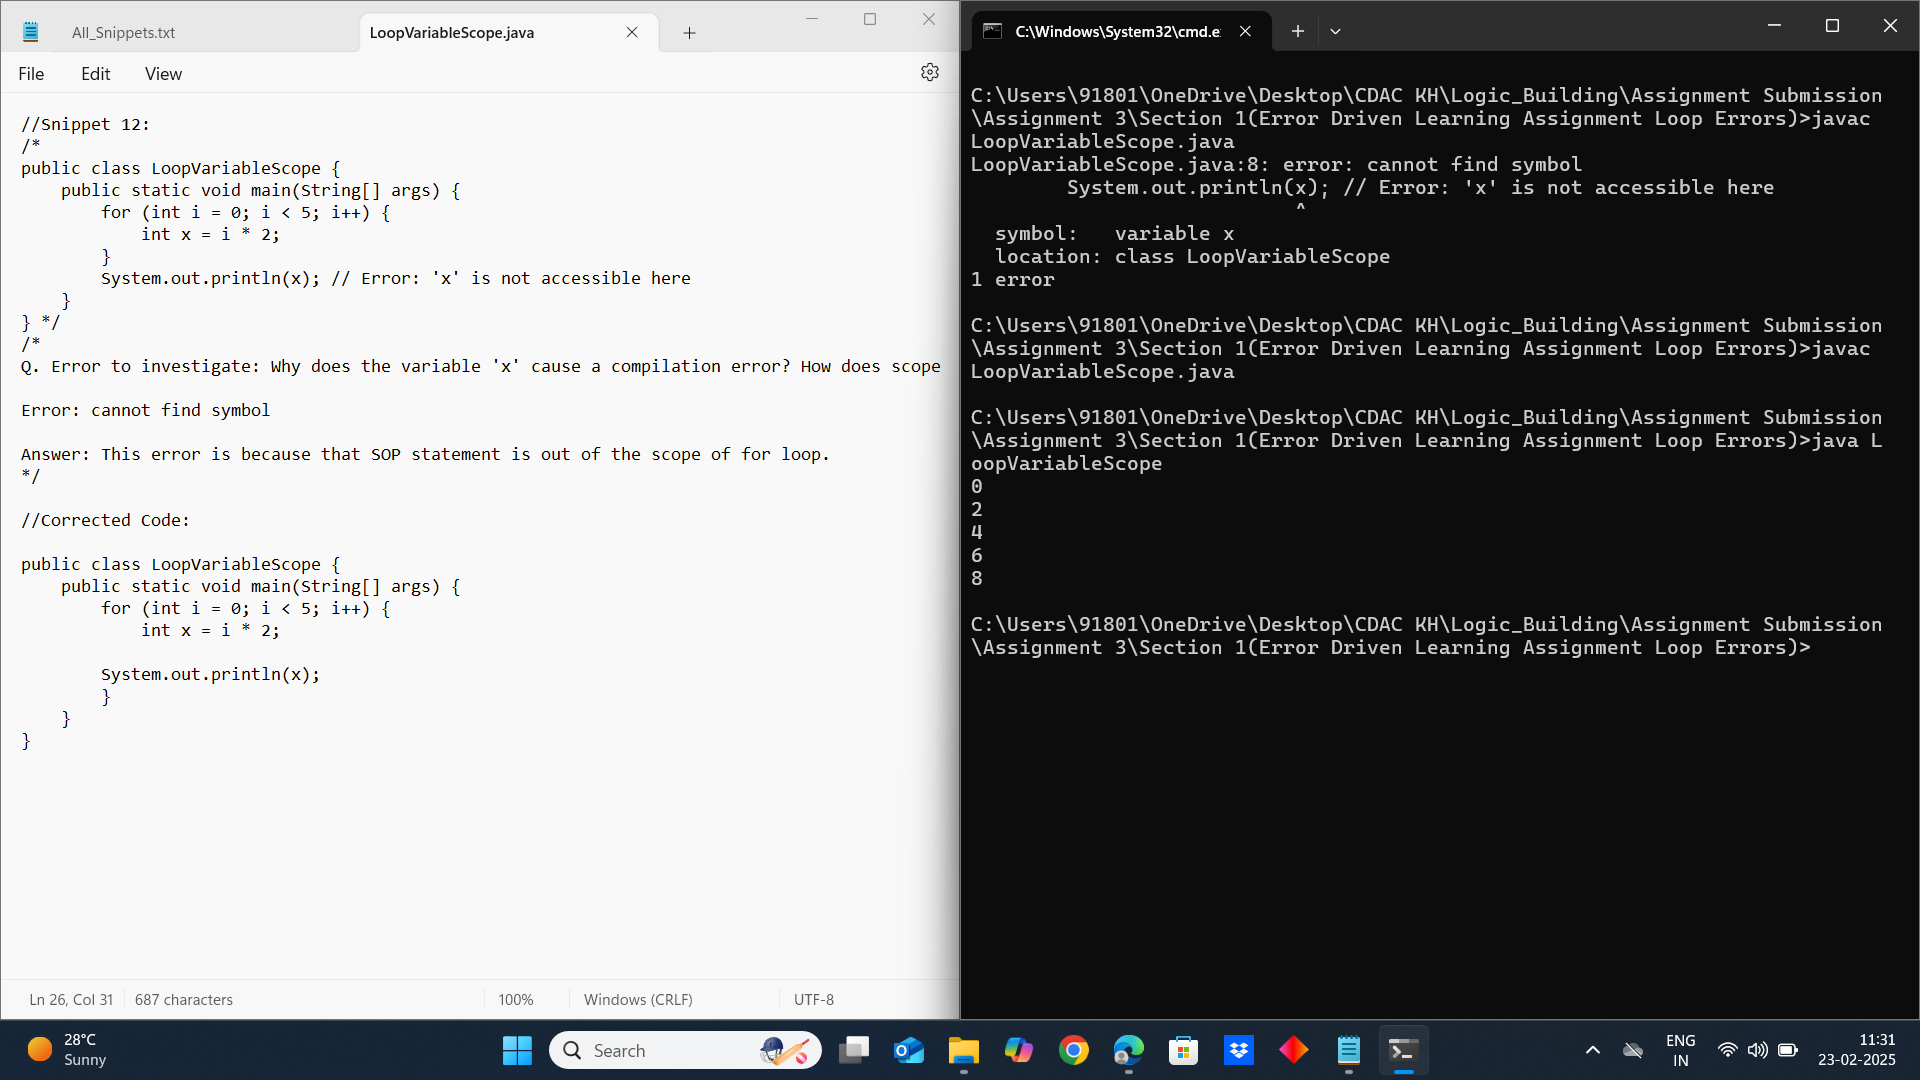 All_Snippets.txt
LoopVariableScope.java
File Edit View
//Snippet 12:
/*
public class LoopVariableScope {
    public static void main(String[] args) {
        for (int i = 0; i < 5; i++) {
            int x = i * 2;
        }
        System.out.println(x); // Error: 'x' is not accessible here
    }
} */
/*
Q. Error to investigate: Why does the variable 'x' cause a compilation error? How does scope
Error: cannot find symbol
Answer: This error is because that SOP statement is out of the scope of for loop.
*/
//Corrected Code:
public class LoopVariableScope {
    public static void main(String[] args) {
        for (int i = 0; i < 5; i++) {
            int x = i * 2;
        System.out.println(x);
        }
    }
}
Ln 26, Col 31 687 characters 100% Windows (CRLF) UTF-8
C:\Windows\System32\cmd.e
C:\Users\91801\OneDrive\Desktop\CDAC KH\Logic_Building\Assignment Submission
\Assignment 3\Section 1(Error Driven Learning Assignment Loop Errors)>javac
LoopVariableScope.java
LoopVariableScope.java:8: error: cannot find symbol
        System.out.println(x); // Error: 'x' is not accessible here
                           ^
  symbol:   variable x
  location: class LoopVariableScope
1 error
C:\Users\91801\OneDrive\Desktop\CDAC KH\Logic_Building\Assignment Submission
\Assignment 3\Section 1(Error Driven Learning Assignment Loop Errors)>javac
LoopVariableScope.java
C:\Users\91801\OneDrive\Desktop\CDAC KH\Logic_Building\Assignment Submission
\Assignment 3\Section 1(Error Driven Learning Assignment Loop Errors)>java L
oopVariableScope
0
2
4
6
8
C:\Users\91801\OneDrive\Desktop\CDAC KH\Logic_Building\Assignment Submission
\Assignment 3\Section 1(Error Driven Learning Assignment Loop Errors)>
28°C
Sunny
Search
ENG
IN
11:31
23-02-2025